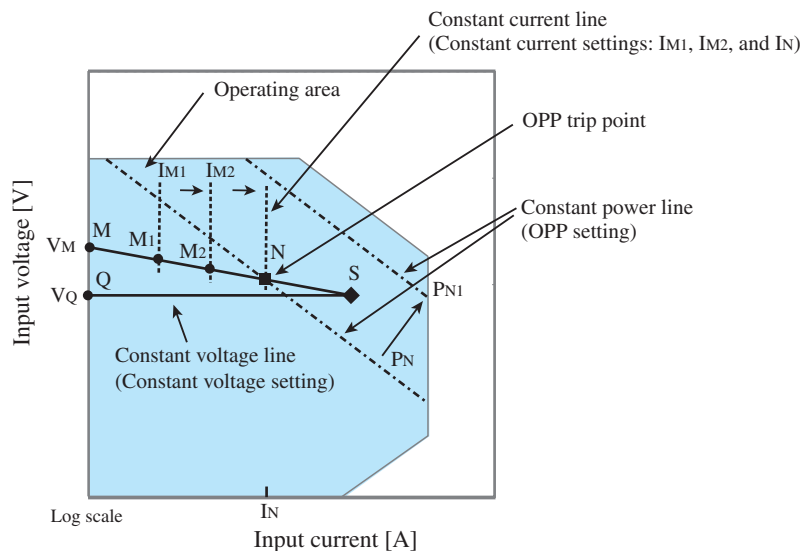 Constant current line
(Constant current settings: IM1, IM2, and IN)
Operating area
OPP trip point
IM1
IM2
Constant power line
(OPP setting)
M
VM
M1
M2
N
S
Q
VQ
PN1
PN
Constant voltage line
(Constant voltage setting)
Input voltage [V]
IN
Log scale
Input current [A]